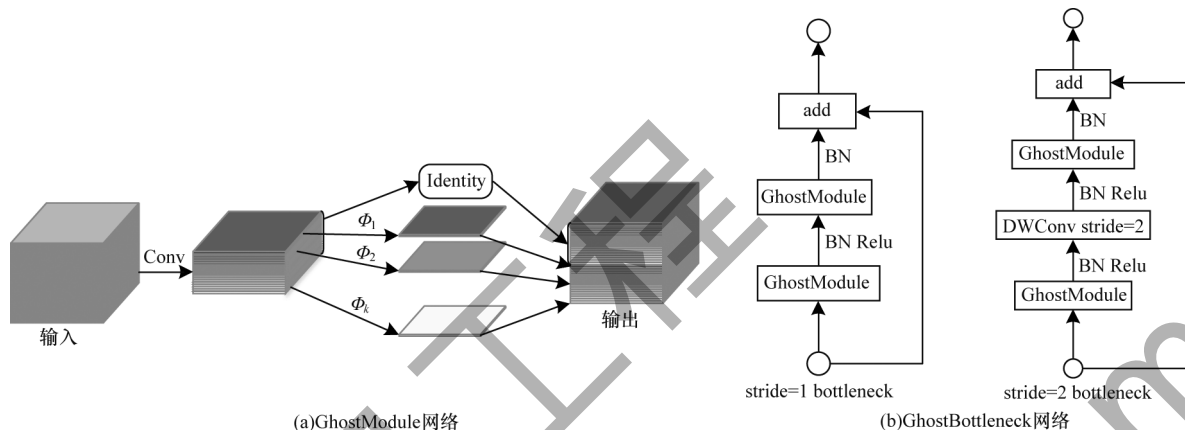 输入
Conv
Φ1
Φ2
Φk
Identity
输出
(a)GhostModule网络
add
BN
GhostModule
BN Relu
GhostModule
stride=1 bottleneck
add
BN
GhostModule
BN Relu
DWConv stride=2
BN Relu
GhostModule
stride=2 bottleneck
(b)GhostBottleneck网络
工程
m